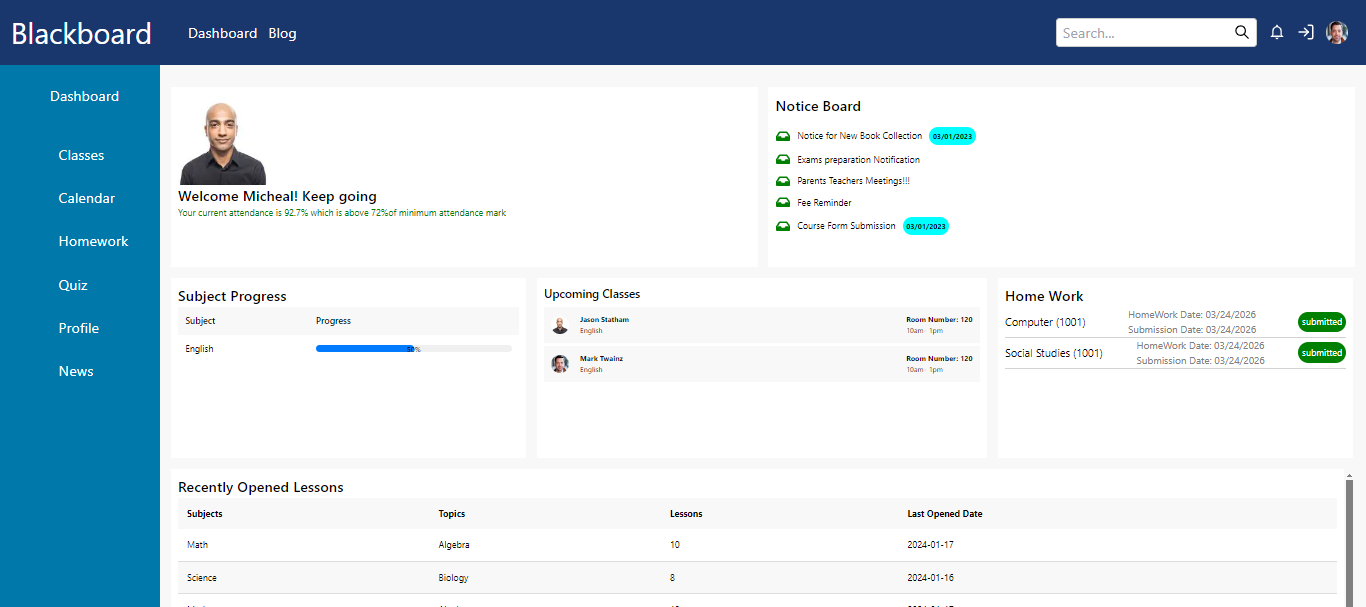 Blackboard
Dashboard Blog
Search...
Dashboard
Classes
Calendar
Homework
Quiz
Profile
News
Welcome Micheal! Keep going
Your current attendance is 92.7% which is above 72%of minimum attendance mark
Notice Board
Notice for New Book Collection 03/01/2023
Exams preparation Notification
Parents Teachers Meetings!!!
Fee Reminder
Course Form Submission 03/01/2023
Subject Progress
Subject Progress
English 50%
Upcoming Classes
Jason Statham Room Number: 120
English 10am- 1pm
Mark Twainz Room Number: 120
English 10am- 1pm
Home Work
Computer (1001) HomeWork Date: 03/24/2026
Submission Date: 03/24/2026 submitted
Social Studies (1001) HomeWork Date: 03/24/2026
Submission Date: 03/24/2026 submitted
Recently Opened Lessons
Subjects Topics Lessons Last Opened Date
Math Algebra 10 2024-01-17
Science Biology 8 2024-01-16